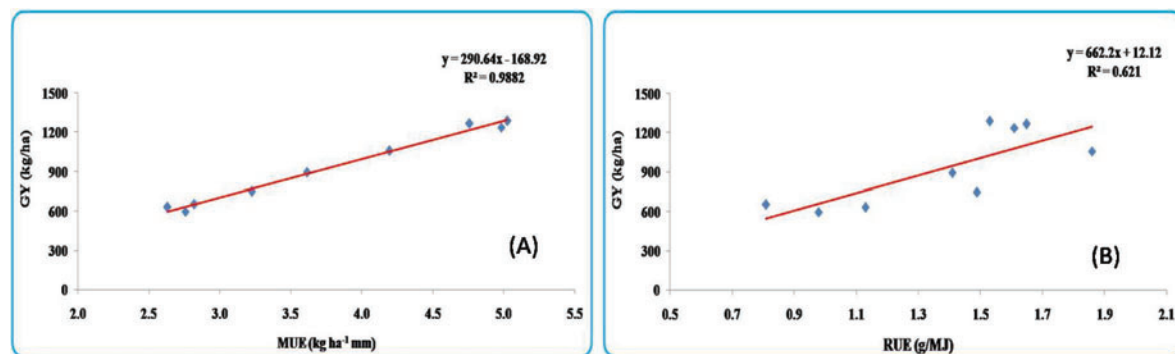 y = 290.64x - 168.92
R² = 0.9882
1500
1200
900
600
300
0
GY (kg/ha)
(A)
2.0 2.5 3.0 3.5 4.0 4.5 5.0 5.5
MUE (kg ha⁻¹ mm)
y = 662.2x + 12.12
R² = 0.621
1500
1200
900
600
300
0
GY (kg/ha)
(B)
0.5 0.7 0.9 1.1 1.3 1.5 1.7 1.9 2.1
RUE (g/MJ)